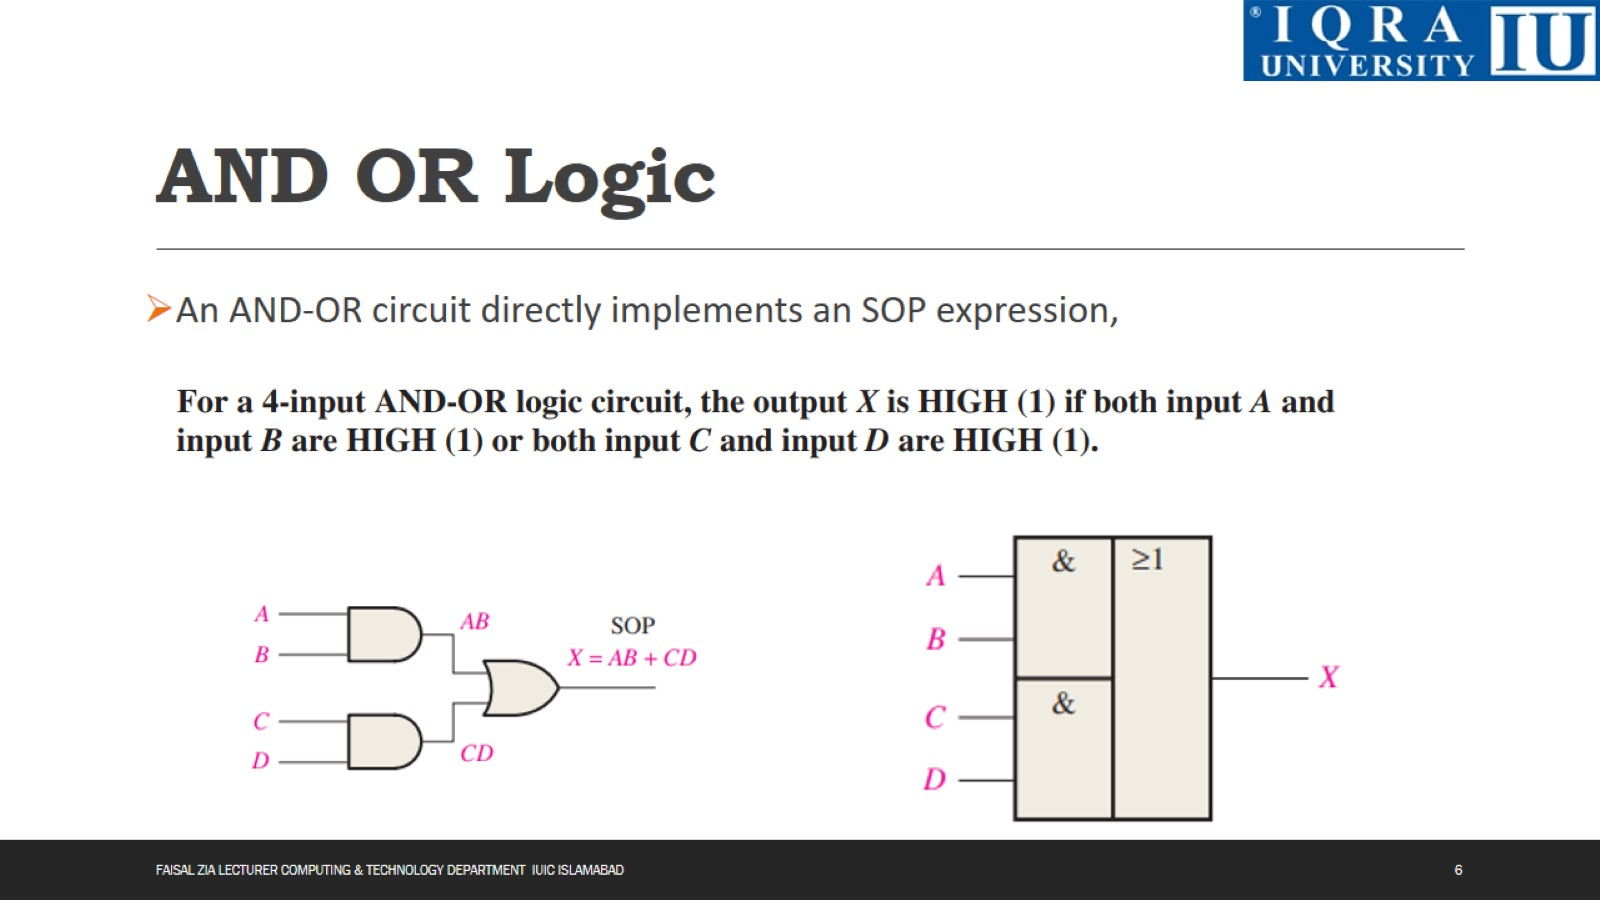 ® IQRA
UNIVERSITY IU
AND OR Logic
An AND-OR circuit directly implements an SOP expression,
For a 4-input AND-OR logic circuit, the output X is HIGH (1) if both input A and
input B are HIGH (1) or both input C and input D are HIGH (1).
A
B
C
D
AB
CD
SOP
X = AB + CD
A
B
C
D
&
&
≥1
X
FAISAL ZIA LECTURER COMPUTING & TECHNOLOGY DEPARTMENT IUIC ISLAMABAD
6